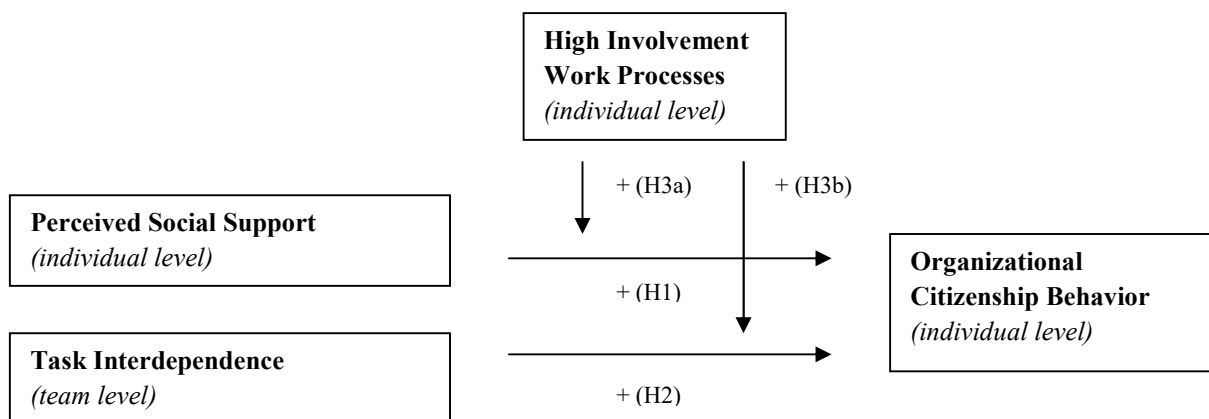 High Involvement
Work Processes
(individual level)
+ (H3a)
+ (H3b)
Perceived Social Support
(individual level)
+ (H1)
Organizational
Citizenship Behavior
(individual level)
Task Interdependence
(team level)
+ (H2)